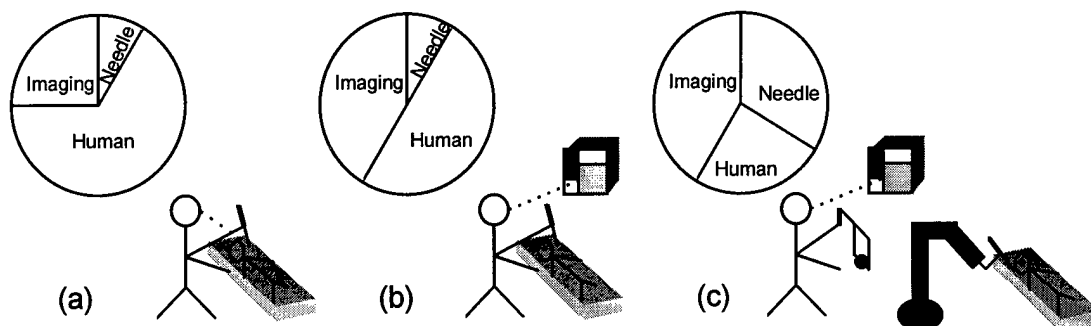 Imaging
Needle
Human
Imaging
Needle
Human
Imaging
Needle
Human
(a)
(b)
(c)